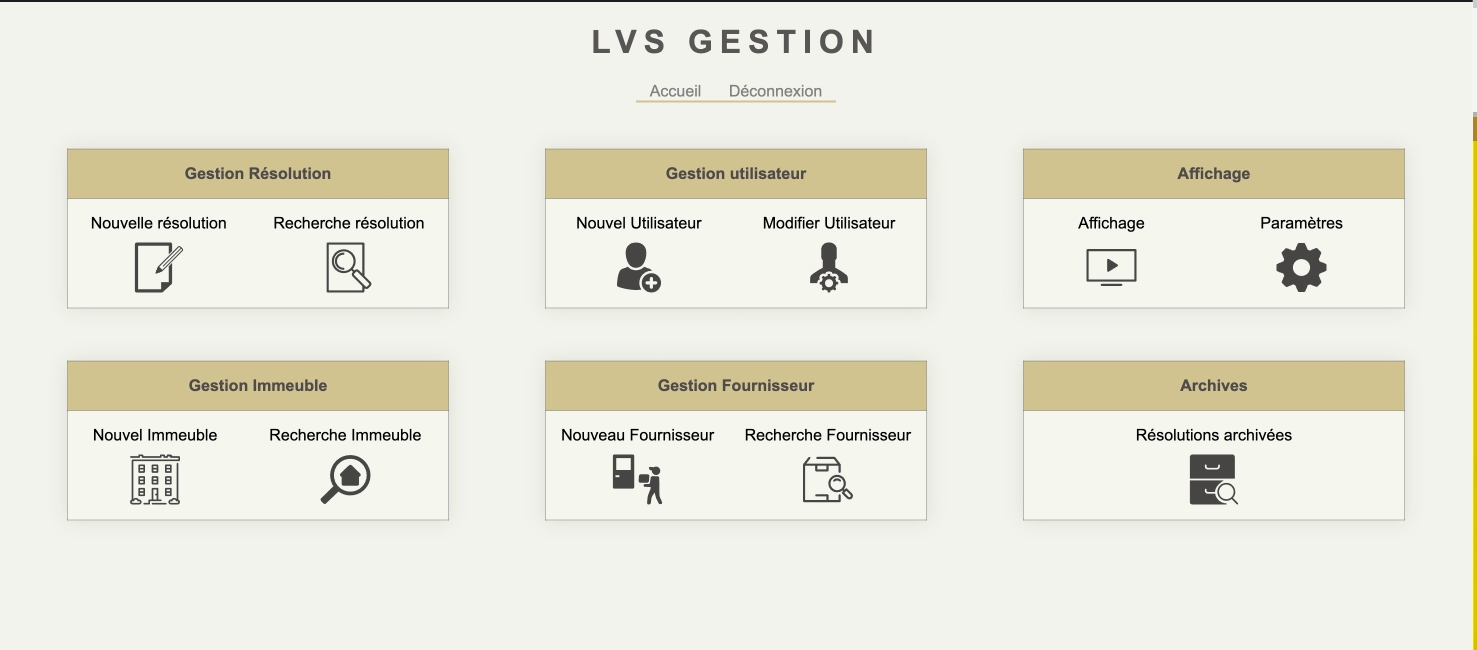 LVS GESTION
Accueil Déconnexion
Gestion Résolution
Nouvelle résolution Recherche résolution
Gestion utilisateur
Nouvel Utilisateur Modifier Utilisateur
Affichage
Affichage Paramètres
Gestion Immeuble
Nouvel Immeuble Recherche Immeuble
Gestion Fournisseur
Nouveau Fournisseur Recherche Fournisseur
Archives
Résolutions archivées